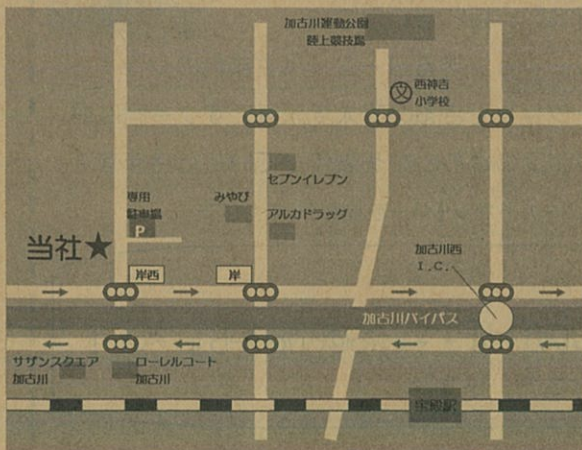 加古川運動公園
陸上競技場
西神吉
小学校
セブンイレブン
専用
駐車場
P
みやび
アルカドラッグ
当社★
加古川西
I.C.
岸西
岸
加古川バイパス
サザンスクエア
加古川
ローレルコート
加古川
宝殿駅